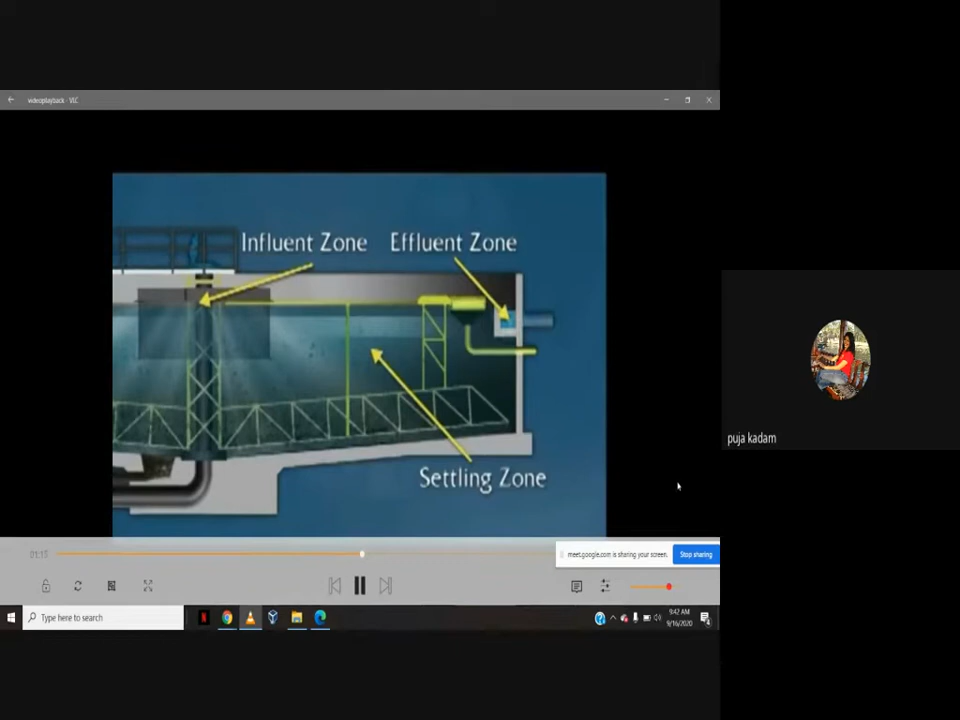 videoplayback - VLC
Influent Zone
Effluent Zone
Settling Zone
puja kadam
01:15
meet.google.com is sharing your screen.
Stop sharing
Type here to search
9:42 AM
9/16/2020